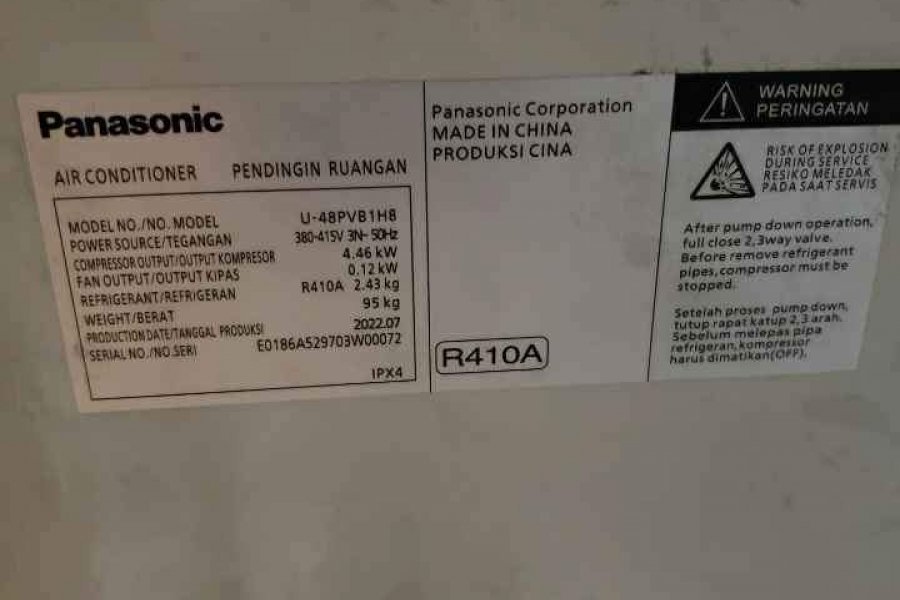 Panasonic
AIR CONDITIONER PENDINGIN RUANGAN
MODEL NO./NO. MODEL U-48PVB1H8
POWER SOURCE/TEGANGAN 380-415V 3N~50Hz
COMPRESSOR OUTPUT/OUTPUT KOMPRESOR 4.46 kW
FAN OUTPUT/OUTPUT KIPAS 0.12 kW
REFRIGERANT/REFRIGERAN R410A 2.43 kg
WEIGHT/BERAT 95 kg
PRODUCTION DATE/TANGGAL PRODUKSI 2022.07
SERIAL NO./NO.SERI E0186A529703W00072
IPX4
Panasonic Corporation
MADE IN CHINA
PRODUKSI CINA
R410A
WARNING
PERINGATAN
RISK OF EXPLOSION
DURING SERVICE
RESIKO MELEDAK
PADA SAAT SERVIS
After pump down operation,
full close 2,3way valve.
Before remove refrigerant
pipes,compressor must be
stopped.
Setelah proses pump down,
tutup rapat katup 2,3 arah.
Sebelum melepas pipa
refrigeran,kompressor
harus dimatikan(OFF).